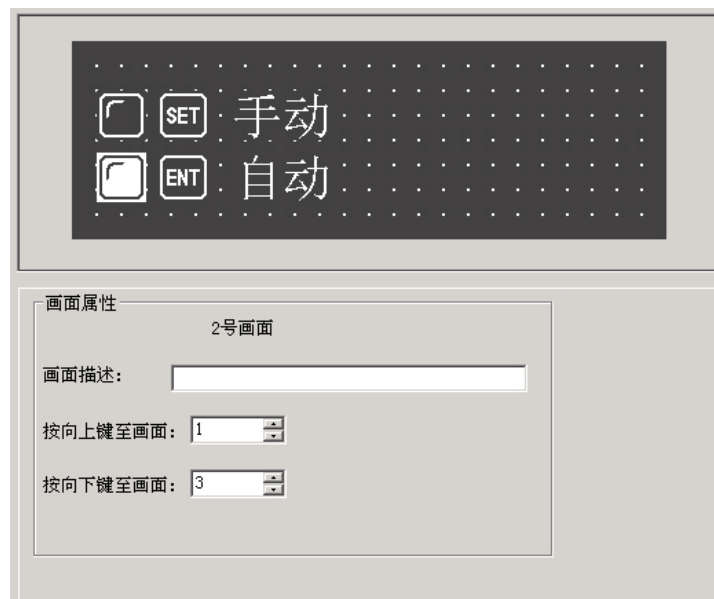 SET 手动
ENT 自动
画面属性
2号画面
画面描述：
按向上键至画面： 1
按向下键至画面： 3